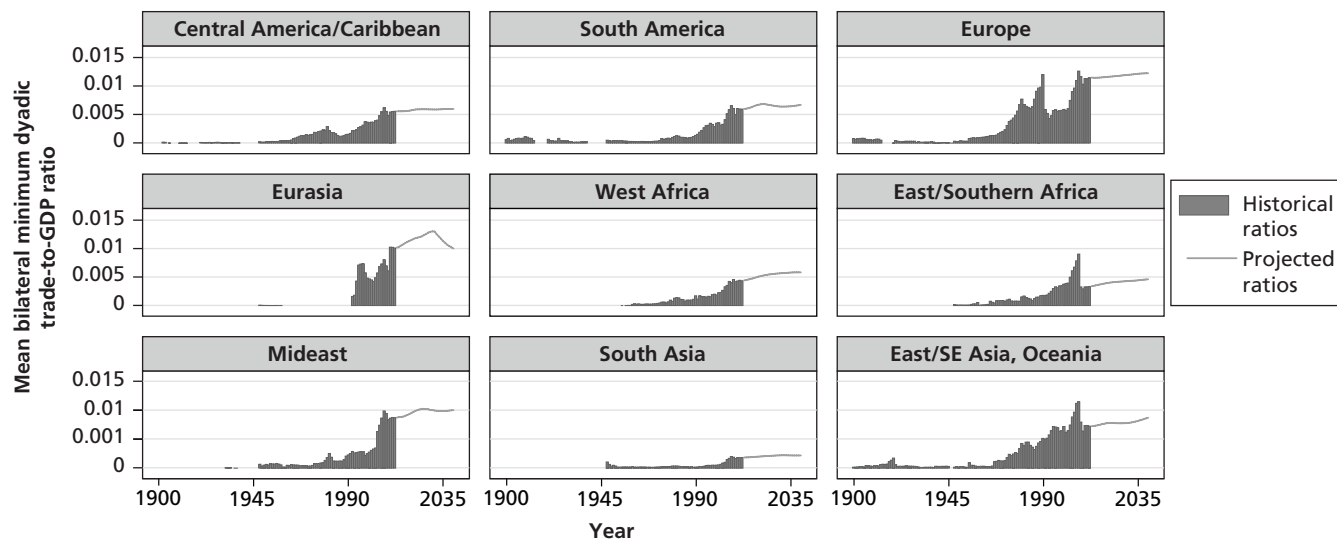 Mean bilateral minimum dyadic
trade-to-GDP ratio
Central America/Caribbean
South America
Europe
0.015
0.01
0.005
0
Eurasia
West Africa
East/Southern Africa
0.015
0.01
0.005
0
Historical
ratios
Projected
ratios
Mideast
South Asia
East/SE Asia, Oceania
0.015
0.01
0.001
0
1900 1945 1990 2035
1900 1945 1990 2035
1900 1945 1990 2035
Year